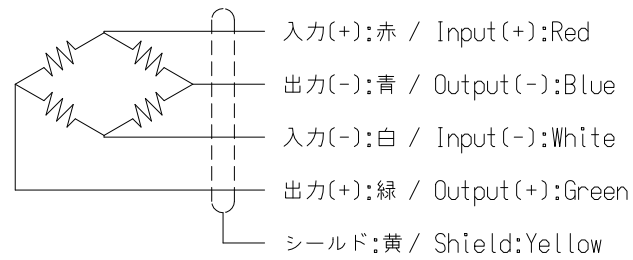 入力(+):赤 / Input(+):Red
出力(-):青 / Output(-):Blue
入力(-):白 / Input(-):White
出力(+):緑 / Output(+):Green
シールド:黄 / Shield:Yellow